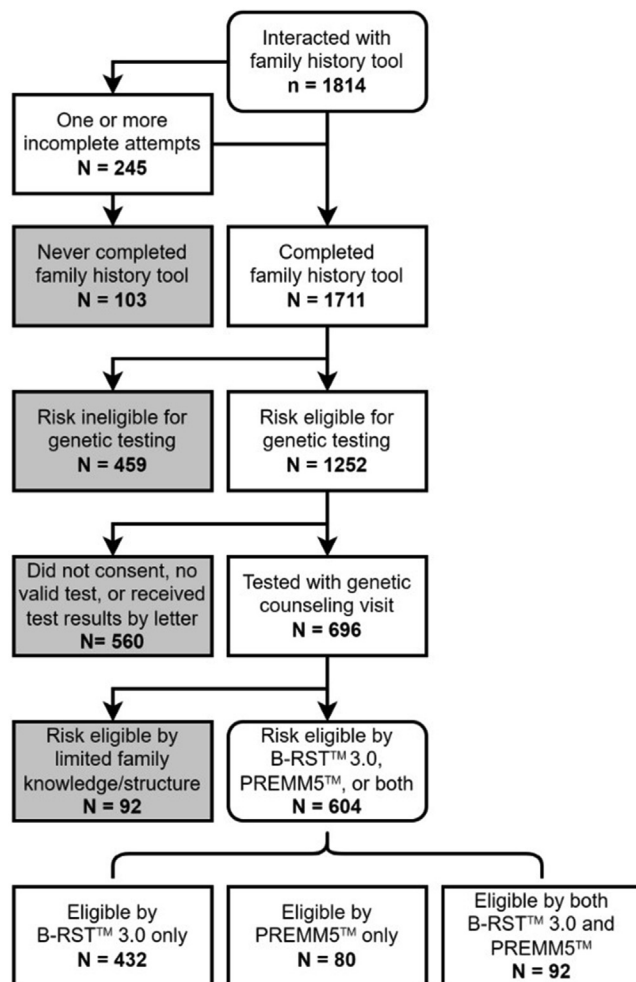 Interacted with
family history tool
n = 1814
One or more
incomplete attempts
N = 245
Never completed
family history tool
N = 103
Completed
family history tool
N = 1711
Risk ineligible for
genetic testing
N = 459
Risk eligible for
genetic testing
N = 1252
Did not consent, no
valid test, or received
test results by letter
N= 560
Tested with genetic
counseling visit
N = 696
Risk eligible by
limited family
knowledge/structure
N = 92
Risk eligible by
B-RST™ 3.0,
PREMM5™, or both
N = 604
Eligible by
B-RST™ 3.0 only
N = 432
Eligible by
PREMM5™ only
N = 80
Eligible by both
B-RST™ 3.0 and
PREMM5™
N = 92